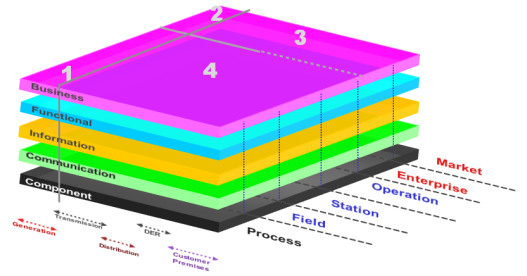 2
3
1
4
Business
Functional
Information
Communication
Component
Market
Enterprise
Operation
Station
Field
Process
Generation
Transmission
Distribution
DER
Customer
Premises